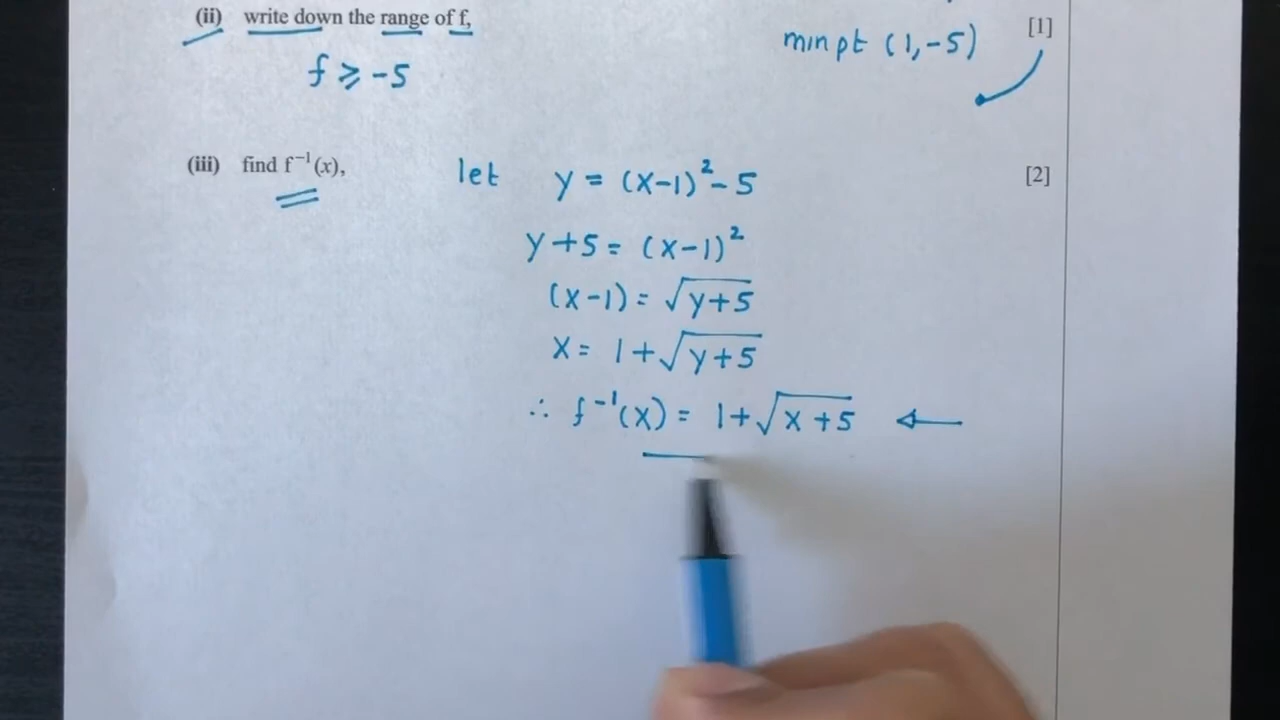 (ii) write down the range of f, [1]
min pt (1, -5)
f ⩾ -5
(iii) find f⁻¹(x), [2]
let y = (x-1)² - 5
y+5 = (x-1)²
(x-1) = √(y+5)
x = 1+√(y+5)
∴ f⁻¹(x) = 1+√(x+5)